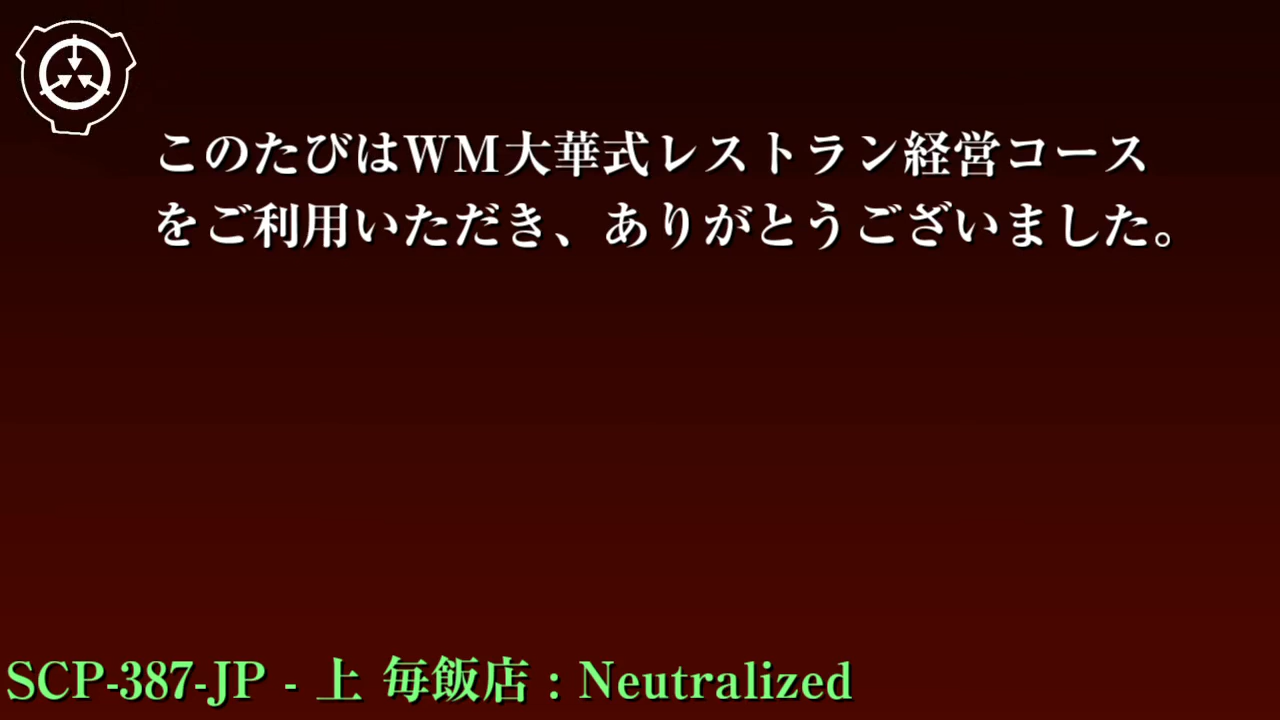 このたびはWM大華式レストラン経営コース
をご利用いただき、ありがとうございました。
SCP-387-JP - 上 毎飯店 : Neutralized